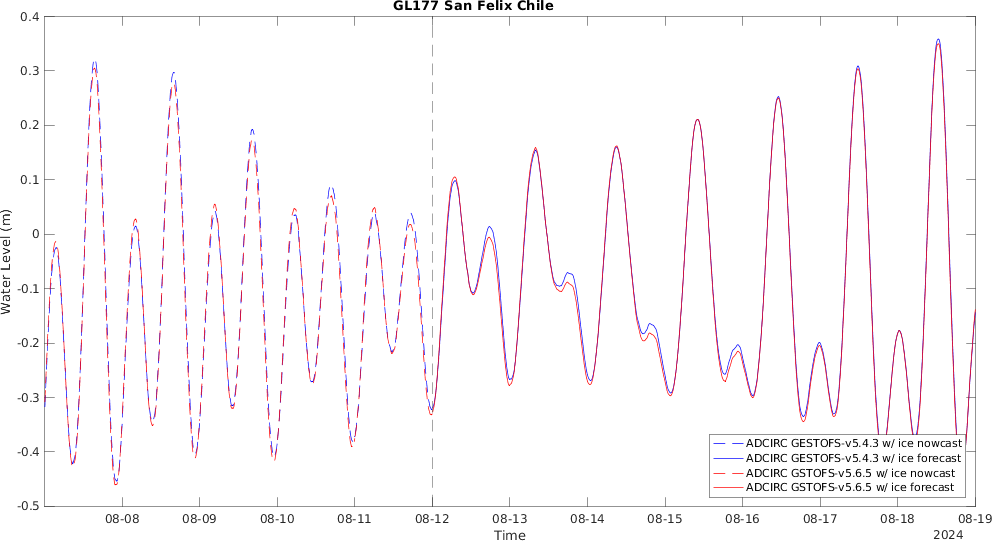 GL177 San Felix Chile
0.4
0.3
0.2
0.1
0
-0.1
-0.2
-0.3
-0.4
-0.5
Water Level (m)
ADCIRC GESTOFS-v5.4.3 w/ ice nowcast
ADCIRC GESTOFS-v5.4.3 w/ ice forecast
ADCIRC GSTOFS-v5.6.5 w/ ice nowcast
ADCIRC GSTOFS-v5.6.5 w/ ice forecast
08-08 08-09 08-10 08-11 08-12 08-13 08-14 08-15 08-16 08-17 08-18 08-19
Time
2024